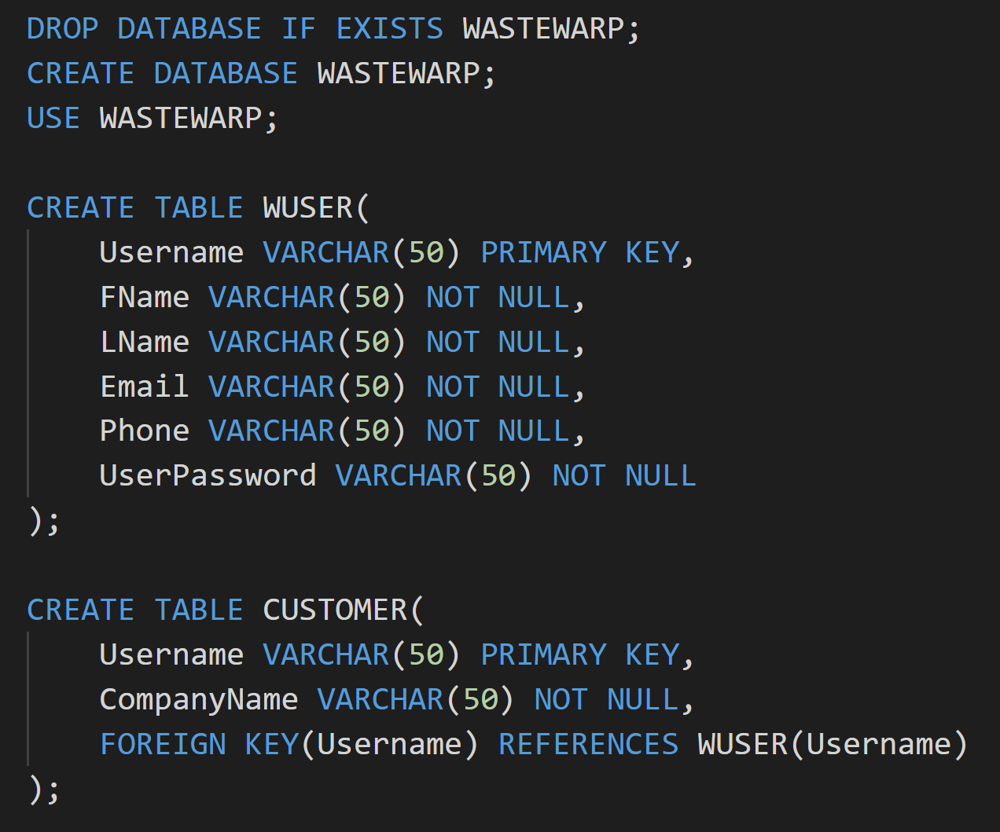 DROP DATABASE IF EXISTS WASTEWARP;
CREATE DATABASE WASTEWARP;
USE WASTEWARP;
CREATE TABLE WUSER(
Username VARCHAR(50) PRIMARY KEY,
FName VARCHAR(50) NOT NULL,
LName VARCHAR(50) NOT NULL,
Email VARCHAR(50) NOT NULL,
Phone VARCHAR(50) NOT NULL,
UserPassword VARCHAR(50) NOT NULL
);
CREATE TABLE CUSTOMER(
Username VARCHAR(50) PRIMARY KEY,
CompanyName VARCHAR(50) NOT NULL,
FOREIGN KEY(Username) REFERENCES WUSER(Username)
);